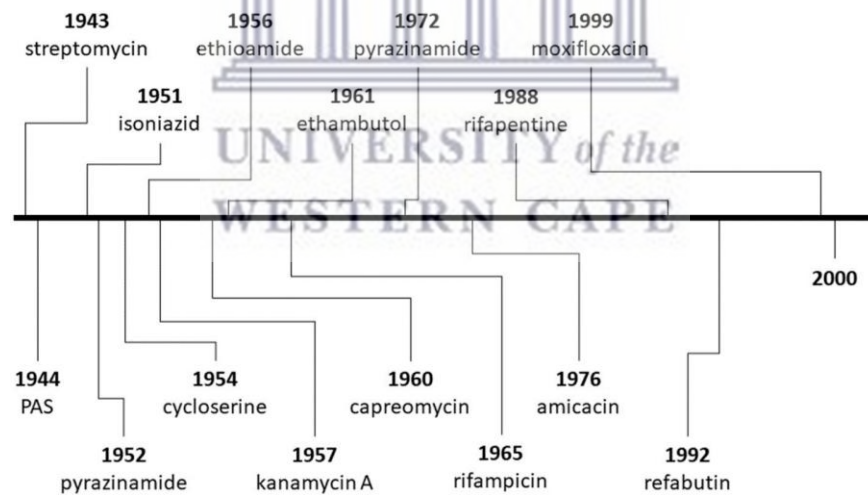 1943
streptomycin
1956
ethioamide
1972
pyrazinamide
1999
moxifloxacin
1951
isoniazid
1961
ethambutol
1988
rifapentine
UNIVERSITY of the
WESTERN CAPE
2000
1944
PAS
1954
cycloserine
1960
capreomycin
1976
amicacin
1952
pyrazinamide
1957
kanamycin A
1965
rifampicin
1992
refabutin